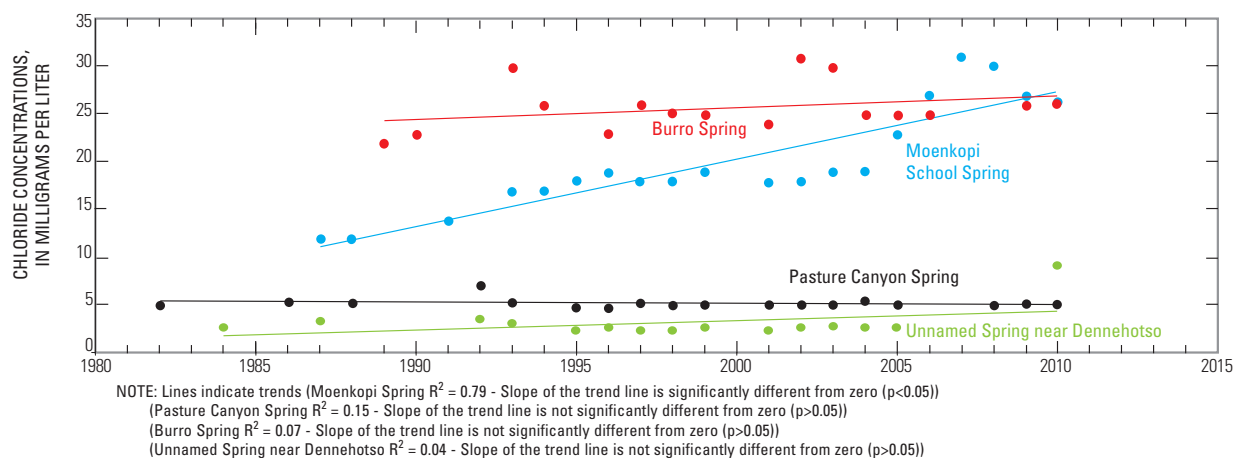 CHLORIDE CONCENTRATIONS,
IN MILLIGRAMS PER LITER
35
30
25
20
15
10
5
0
Burro Spring
Moenkopi
School Spring
Pasture Canyon Spring
Unnamed Spring near Dennehotso
1980 1985 1990 1995 2000 2005 2010 2015
NOTE: Lines indicate trends (Moenkopi Spring R² = 0.79 - Slope of the trend line is significantly different from zero (p<0.05))
(Pasture Canyon Spring R² = 0.15 - Slope of the trend line is not significantly different from zero (p>0.05))
(Burro Spring R² = 0.07 - Slope of the trend line is not significantly different from zero (p>0.05))
(Unnamed Spring near Dennehotso R² = 0.04 - Slope of the trend line is not significantly different from zero (p>0.05))